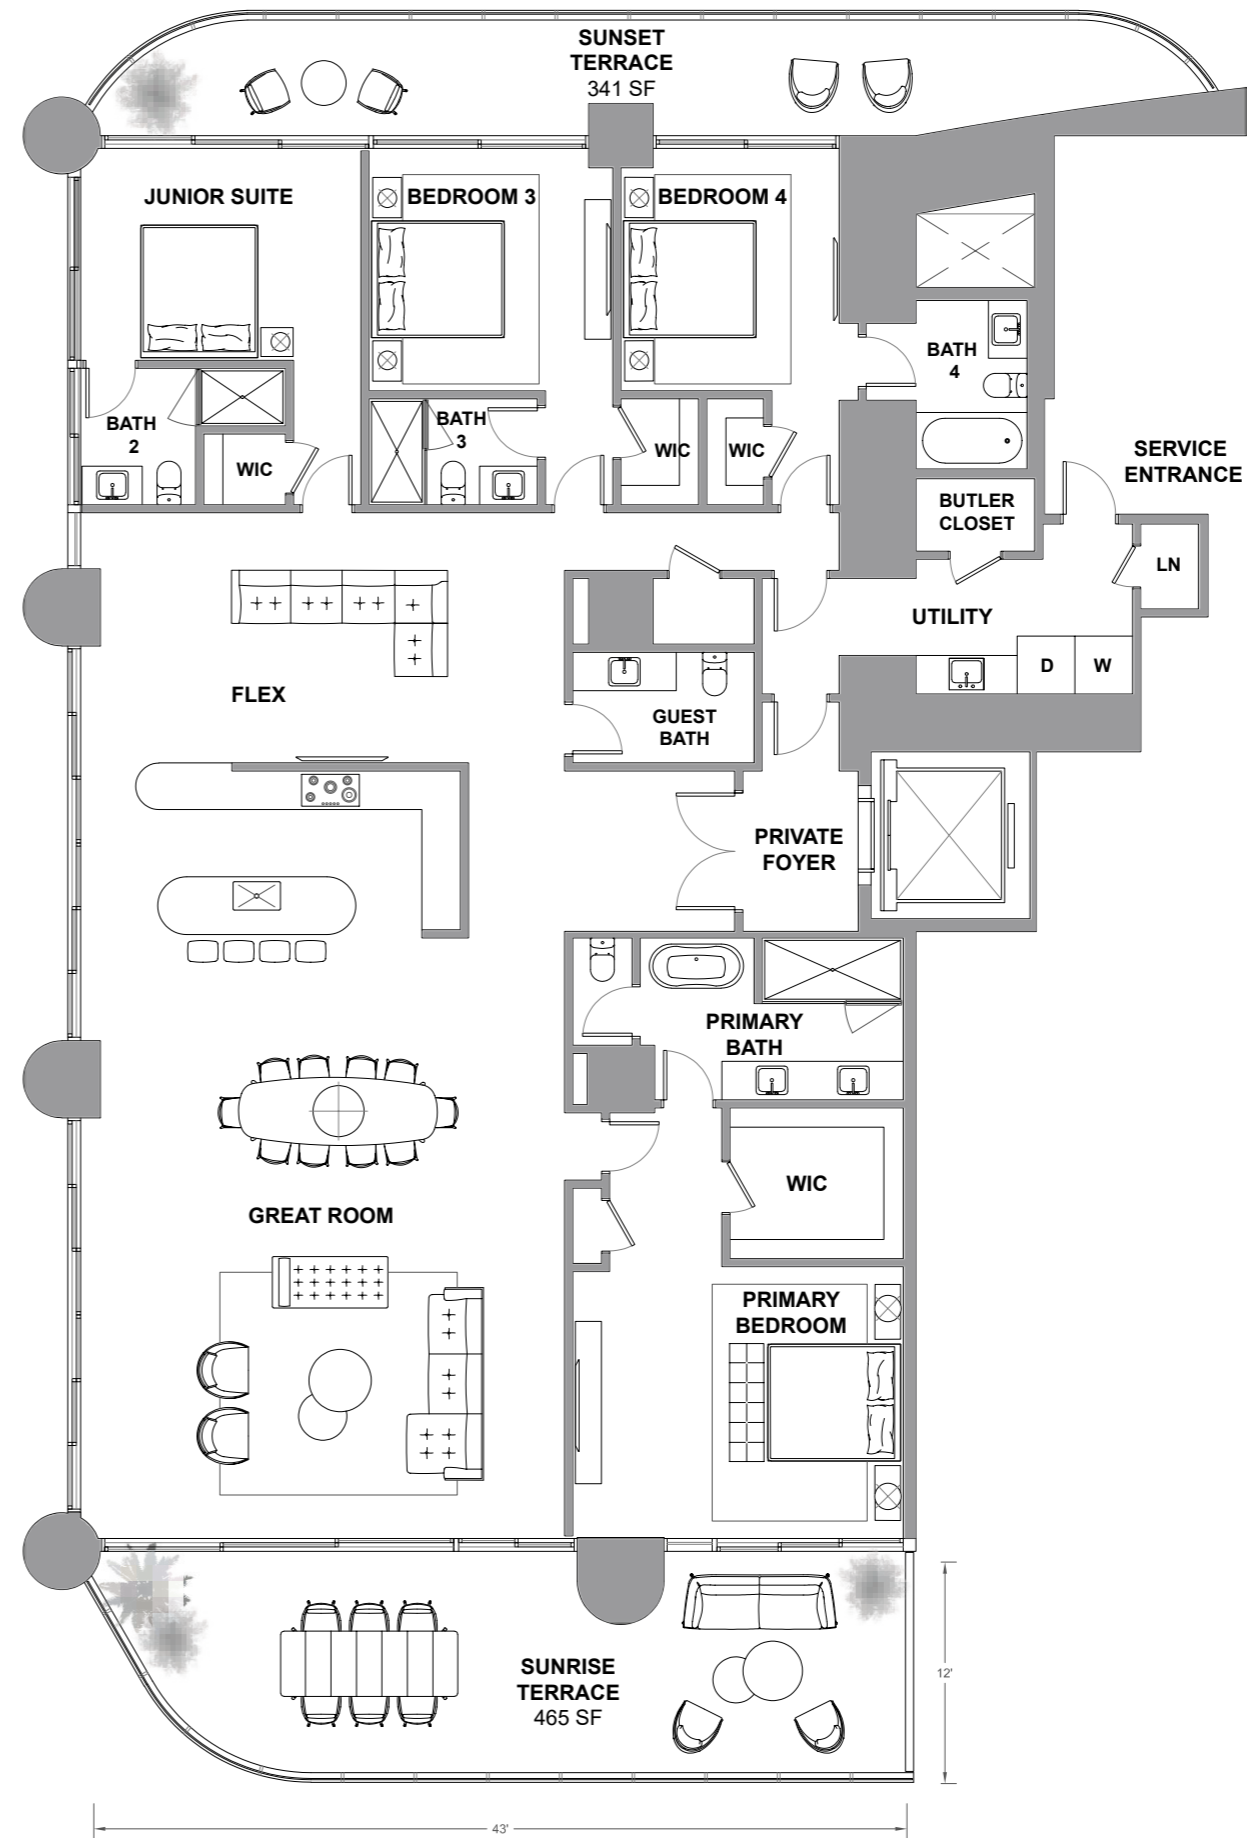 SUNSET
TERRACE
341 SF
JUNIOR SUITE
BEDROOM 3
BEDROOM 4
BATH
4
BATH
2
BATH
3
WIC
WIC
WIC
SERVICE
ENTRANCE
BUTLER
CLOSET
LN
UTILITY
D
W
FLEX
GUEST
BATH
PRIVATE
FOYER
PRIMARY
BATH
WIC
GREAT ROOM
PRIMARY
BEDROOM
SUNRISE
TERRACE
465 SF
12'
43'